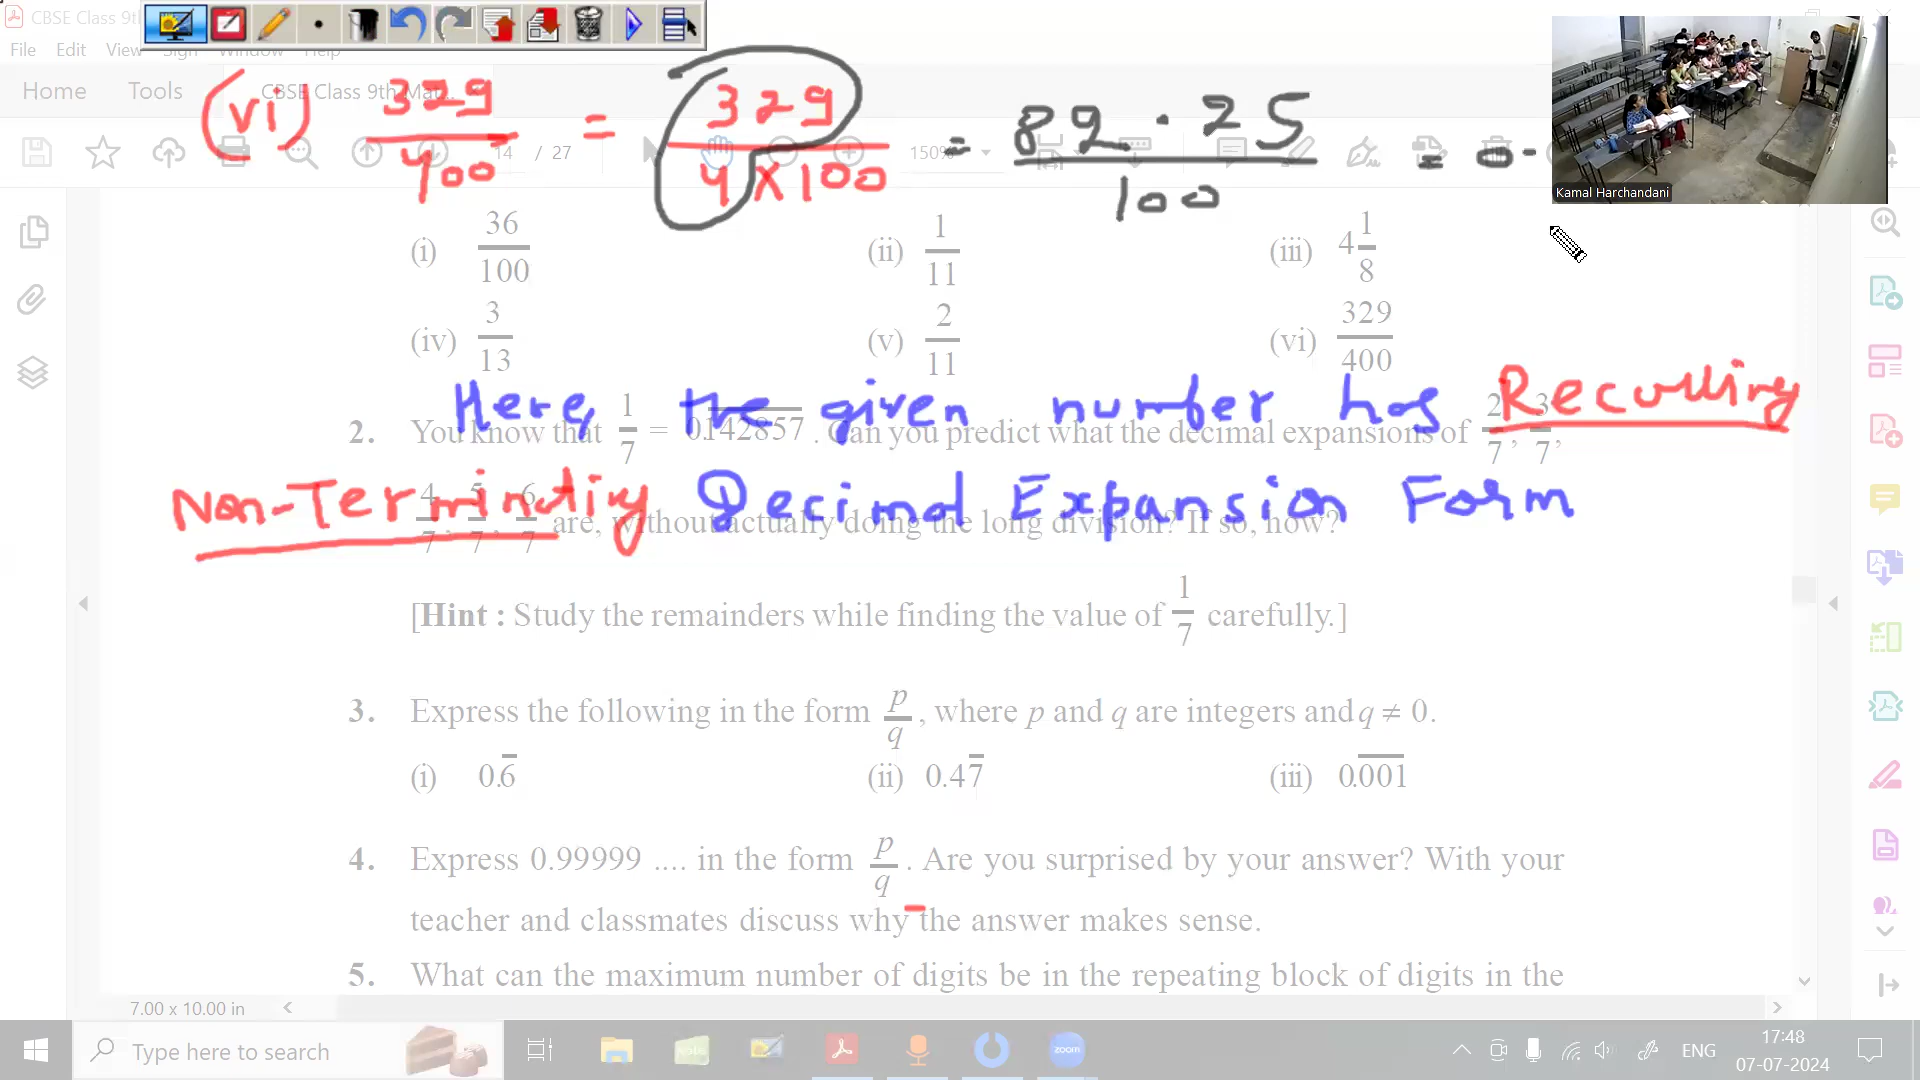 CBSE Class 9th
File Edit View Sign Window Help
Home Tools CBSE Class 9th Mat...
14 / 27 150%
(vi) 329/400 = 329/4×100 = 82.25/100 = 0.
Kamal Harchandani
(i) 36/100 (ii) 1/11 (iii) 4 1/8
(iv) 3/13 (v) 2/11 (vi) 329/400
Here, the given number has Recurring
2. You know that 1/7 = 0.142857. Can you predict what the decimal expansions of 2/7, 3/7,
Non-Terminating Decimal Expansion Form
4/7, 5/7, 6/7 are, without actually doing the long division? If so, how?
[Hint : Study the remainders while finding the value of 1/7 carefully.]
3. Express the following in the form p/q, where p and q are integers and q ≠ 0.
(i) 0.6̅ (ii) 0.47̅ (iii) 0.0̅0̅1̅
4. Express 0.99999 .... in the form p/q. Are you surprised by your answer? With your
teacher and classmates discuss why the answer makes sense.
5. What can the maximum number of digits be in the repeating block of digits in the
7.00 x 10.00 in
Type here to search
zoom
ENG
17:48
07-07-2024